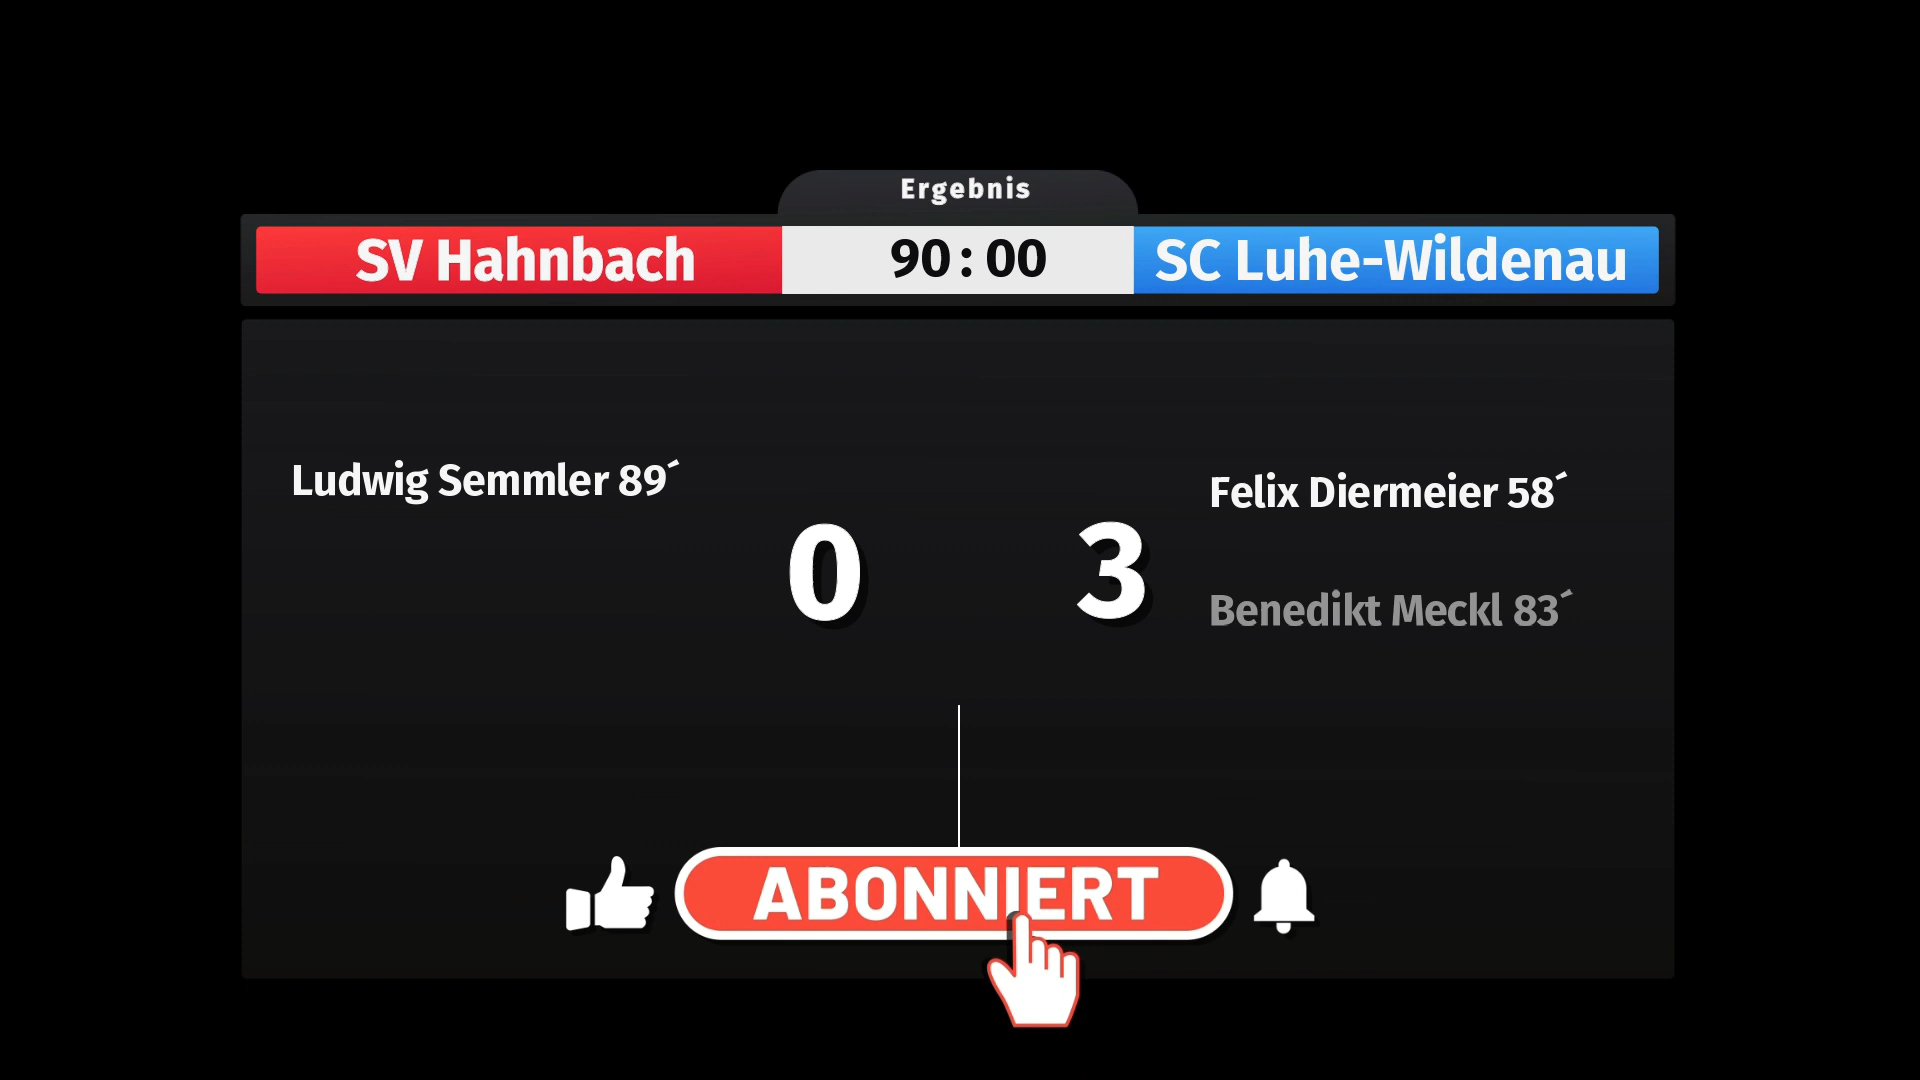 Ergebnis
SV Hahnbach 90:00 SC Luhe-Wildenau
Ludwig Semmler 89´
Felix Diermeier 58´
0 3
Benedikt Meckl 83´
ABONNIERT